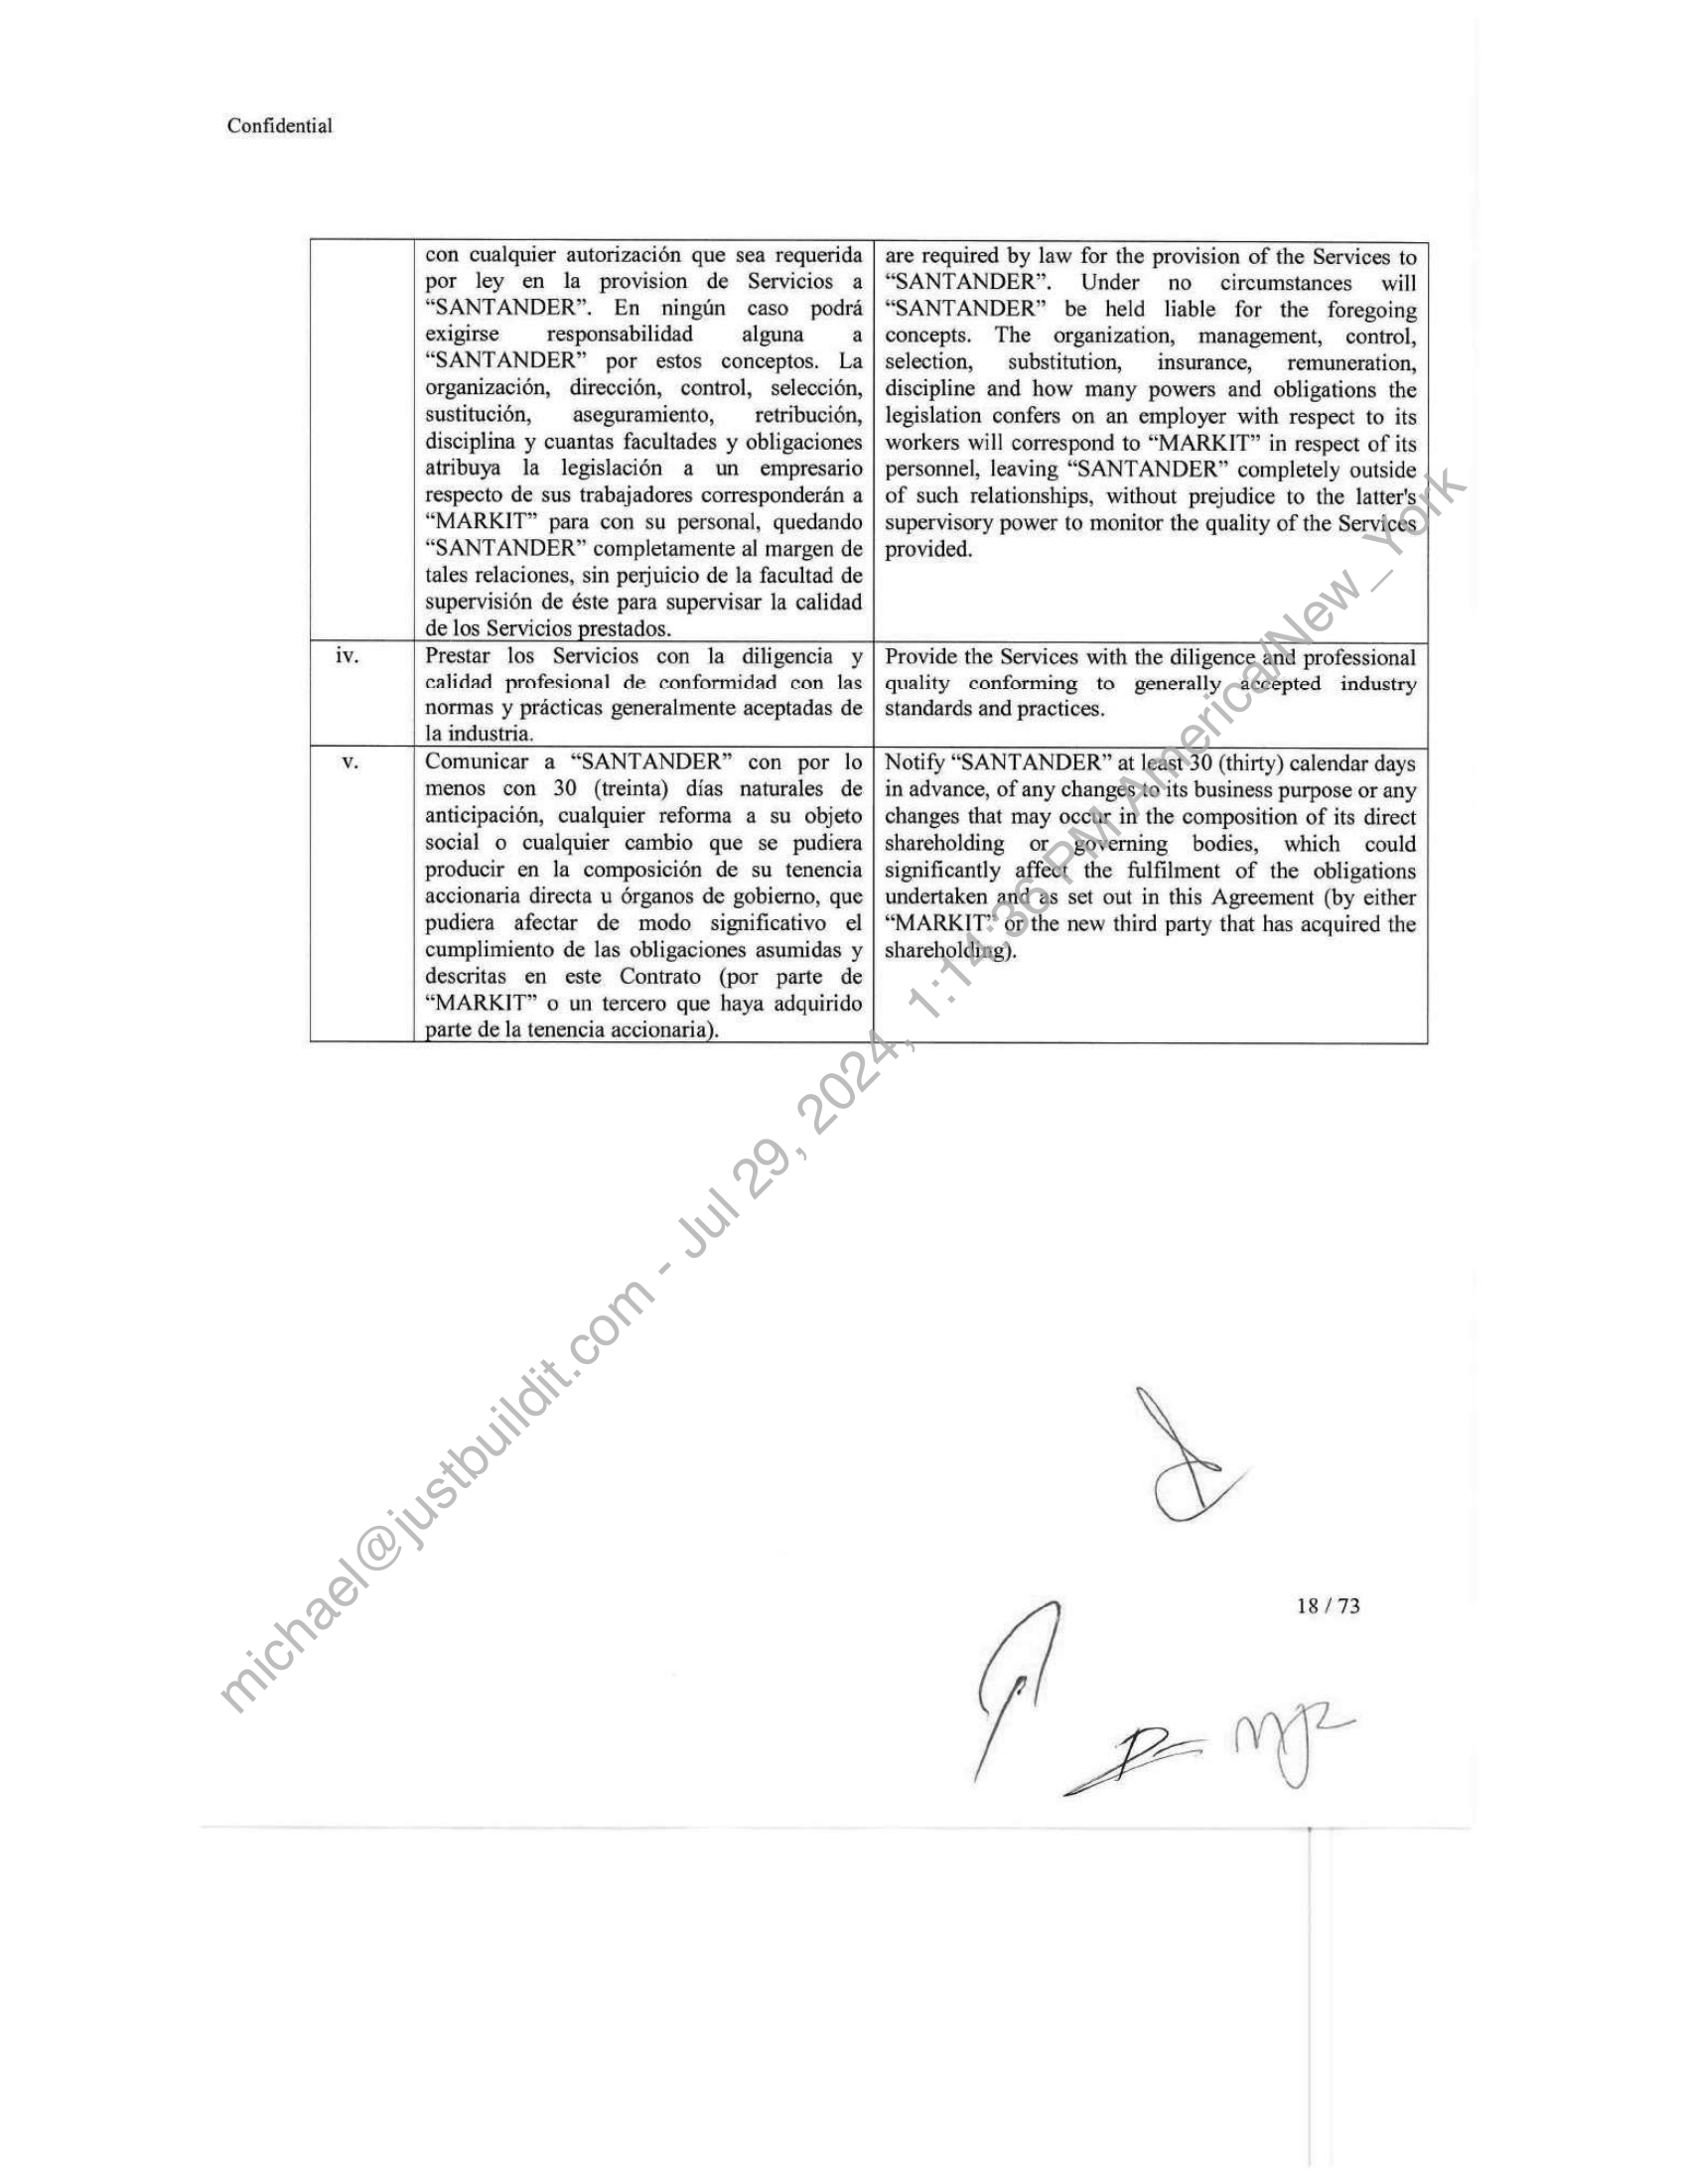 Confidential
con cualquier autorización que sea requerida
por ley en la provision de Servicios a
“SANTANDER”. En ningún caso podrá
exigirse responsabilidad alguna a
“SANTANDER” por estos conceptos. La
organización, dirección, control, selección,
sustitución, aseguramiento, retribución,
disciplina y cuantas facultades y obligaciones
atribuya la legislación a un empresario
respecto de sus trabajadores corresponderán a
“MARKIT” para con su personal, quedando
“SANTANDER” completamente al margen de
tales relaciones, sin perjuicio de la facultad de
supervisión de éste para supervisar la calidad
de los Servicios prestados.
are required by law for the provision of the Services to
“SANTANDER”. Under no circumstances will
“SANTANDER” be held liable for the foregoing
concepts. The organization, management, control,
selection, substitution, insurance, remuneration,
discipline and how many powers and obligations the
legislation confers on an employer with respect to its
workers will correspond to “MARKIT” in respect of its
personnel, leaving “SANTANDER” completely outside
of such relationships, without prejudice to the latter's
supervisory power to monitor the quality of the Services
provided.
iv.
Prestar los Servicios con la diligencia y
calidad profesional de conformidad con las
normas y prácticas generalmente aceptadas de
la industria.
Provide the Services with the diligence and professional
quality conforming to generally accepted industry
standards and practices.
v.
Comunicar a “SANTANDER” con por lo
menos con 30 (treinta) días naturales de
anticipación, cualquier reforma a su objeto
social o cualquier cambio que se pudiera
producir en la composición de su tenencia
accionaria directa u órganos de gobierno, que
pudiera afectar de modo significativo el
cumplimiento de las obligaciones asumidas y
descritas en este Contrato (por parte de
“MARKIT” o un tercero que haya adquirido
parte de la tenencia accionaria).
Notify “SANTANDER” at least 30 (thirty) calendar days
in advance, of any changes to its business purpose or any
changes that may occur in the composition of its direct
shareholding or governing bodies, which could
significantly affect the fulfilment of the obligations
undertaken and as set out in this Agreement (by either
“MARKIT” or the new third party that has acquired the
shareholding).
michael@justbuildit.com - Jul 29, 2024, 1:14:36 PM America/New_York
18 / 73